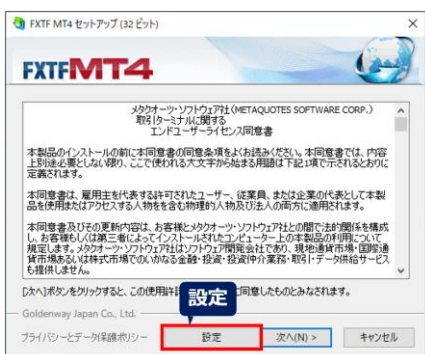 FXTF MT4 セットアップ (32 ビット)
FXTFMT4
メタクオーツ・ソフトウェア社 (METAQUOTES SOFTWARE CORP.)
取引ターミナルに関する
エンドユーザーライセンス同意書
本製品のインストールの前に本同意書の同意条項をよくお読みください。本同意書では、内容
上別途必要としない限り、ここで使われる大文字から始まる用語は下記1項で示されるとおりに
定義されます。
本同意書は、雇用主を代表する許可されたユーザー、従業員、または企業の代表として本製
品を使用またはアクセスする人物をを含む物理的人物及び法人の両方に適用されます。
本同意書及びその更新内容は、お客様とメタクオーツ・ソフトウェア社との間で法的関係を構成
し、お客様もしくは第三者によってインストールされたコンピューター上の本製品の利用について
規定します。メタクオーツ・ソフトウェア社はソフトウェア開発会社であり、現地通貨市場・国際通
貨市場あるいは株式市場でのいかなる金融・投資・投資仲介業務・取引・データ供給サービス
も提供しません。
[次へ]ボタンをクリックすると、この使用許 同意したものとみなされます。
設定
Goldenway Japan Co., Ltd.
プライバシーとデータ保護ポリシー 設定 次へ(N) > キャンセル